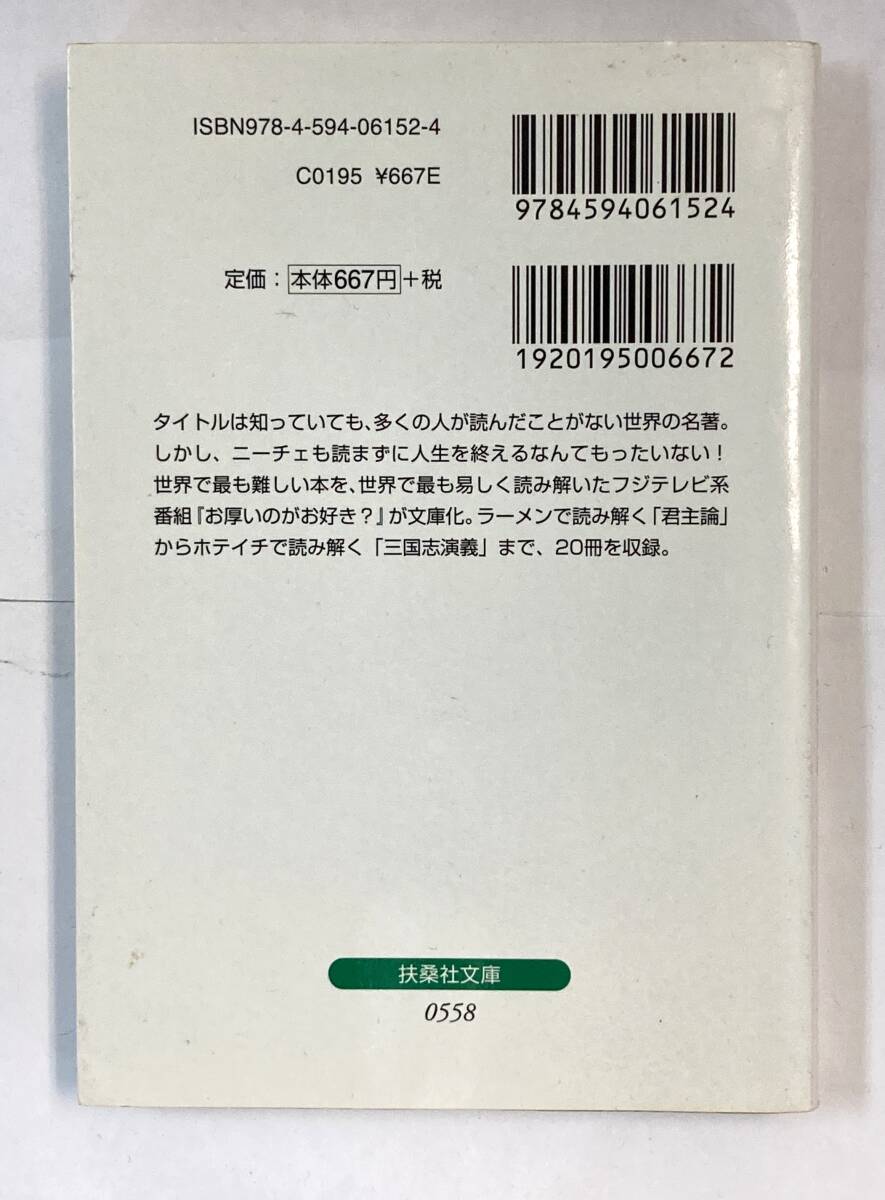 ISBN978-4-594-06152-4
C0195 ¥667E
9784594061524
定価：本体667円+税
1920195006672
タイトルは知っていても、多くの人が読んだことがない世界の名著。
しかし、ニーチェも読まずに人生を終えるなんてもったいない！
世界で最も難しい本を、世界で最も易しく読み解いたフジテレビ系
番組『お厚いのがお好き？』が文庫化。ラーメンで読み解く「君主論」
からホテイチで読み解く「三国志演義」まで、20冊を収録。
扶桑社文庫
0558